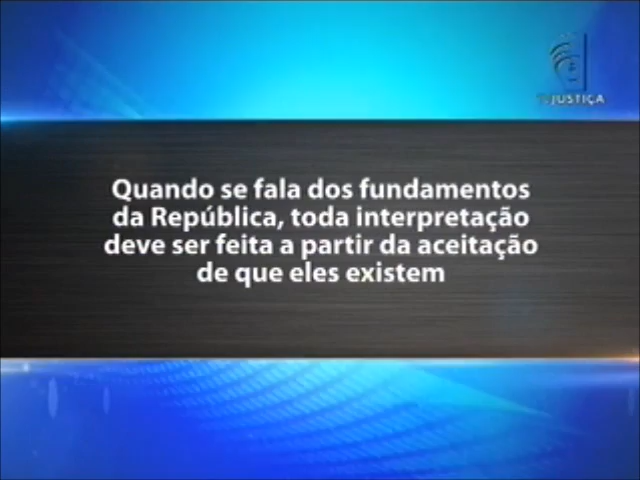 TV JUSTIÇA
Quando se fala dos fundamentos
da República, toda interpretação
deve ser feita a partir da aceitação
de que eles existem